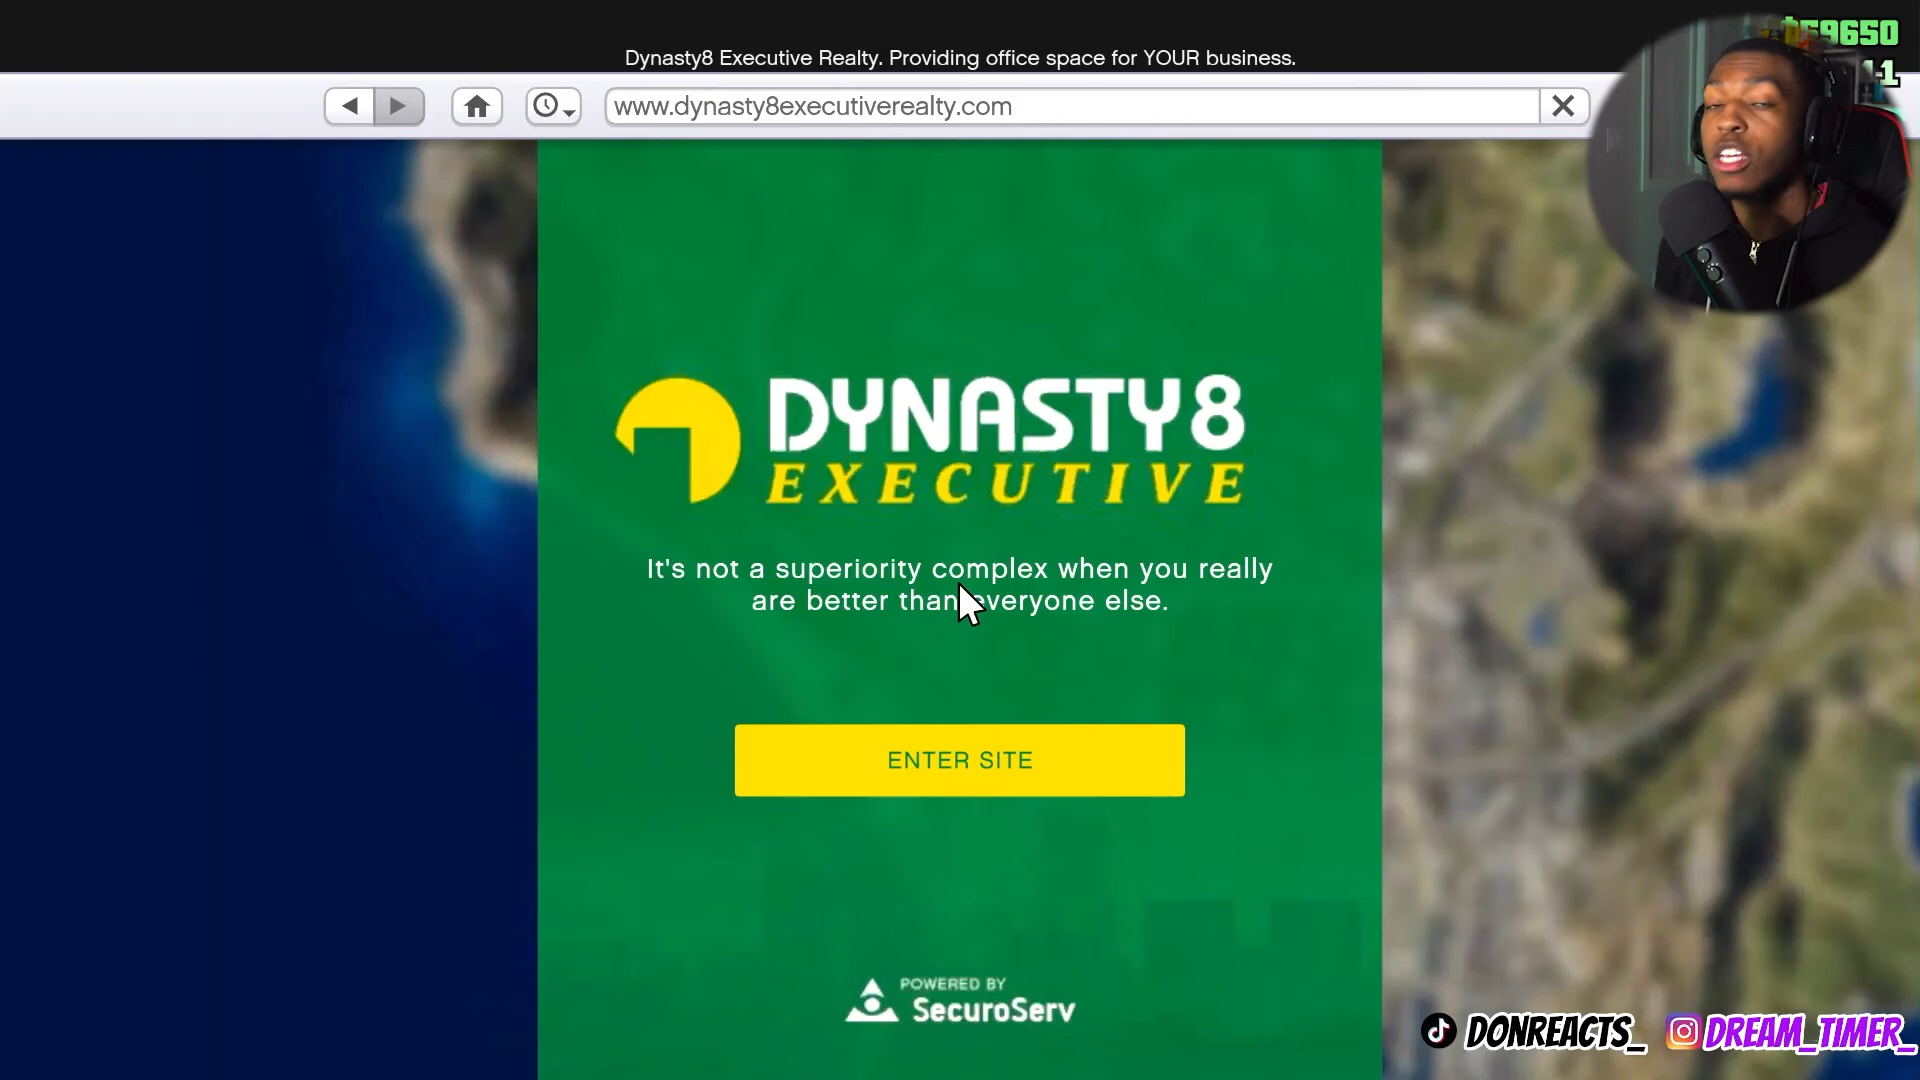 Dynasty8 Executive Realty. Providing office space for YOUR business.
www.dynasty8executiverealty.com
DYNASTY8
EXECUTIVE
It's not a superiority complex when you really
are better than everyone else.
ENTER SITE
POWERED BY
SecuroServ
DONREACTS_ DREAM_TIMER_